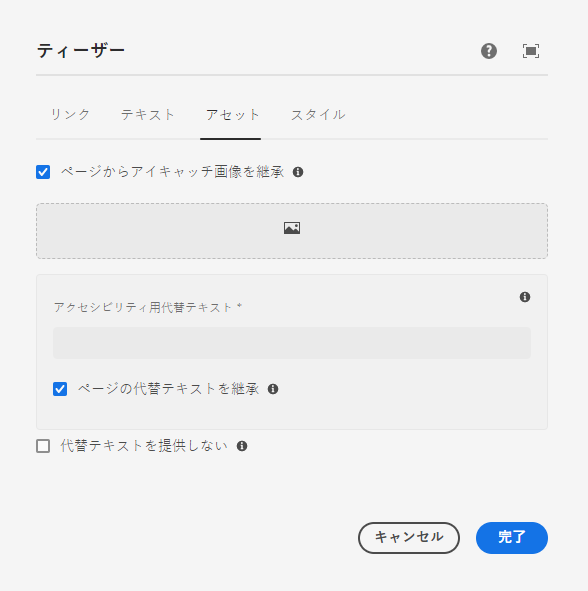 ティーザー
リンク テキスト アセット スタイル
ページからアイキャッチ画像を継承
アクセシビリティ用代替テキスト *
ページの代替テキストを継承
代替テキストを提供しない
キャンセル 完了